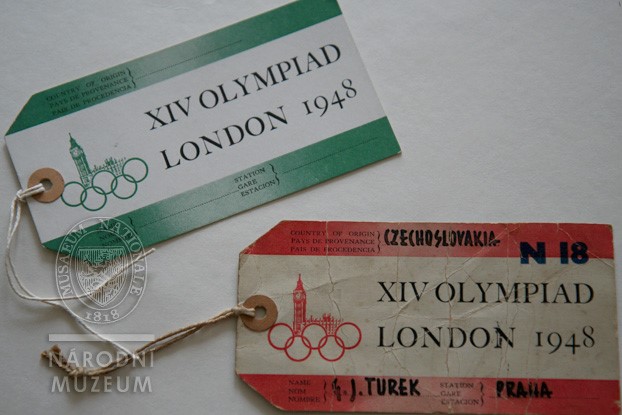 COUNTRY OF ORIGIN
PAYS DE PROVENANCE
PAIS DE PROCEDENCIA
XIV OLYMPIAD
LONDON 1948
STATION
GARE
ESTACION
COUNTRY OF ORIGIN
PAYS DE PROVENANCE
PAIS DE PROCEDENCIA
CZECHOSLOVAKIA
N 18
XIV OLYMPIAD
LONDON 1948
NAME
NOM
NOMBRE
J. TUREK
STATION
GARE
ESTACION
PRAHA
MUSAEUM NATIONALE
1818
NÁRODNÍ
MUZEUM